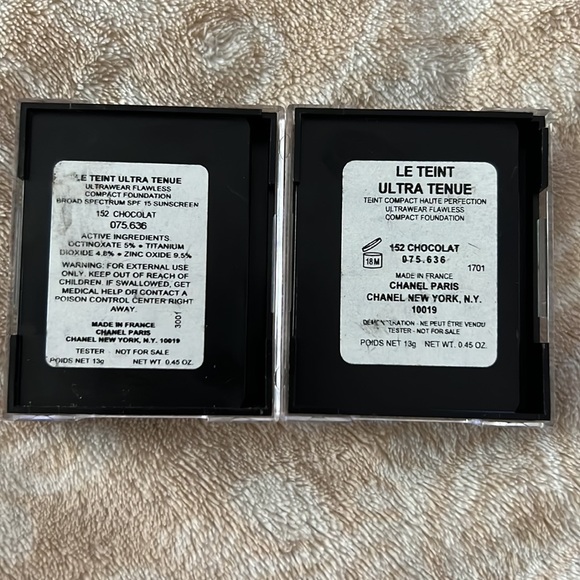 LE TEINT ULTRA TENUE
ULTRAWEAR FLAWLESS
COMPACT FOUNDATION
BROAD SPECTRUM SPF 15 SUNSCREEN
152 CHOCOLAT
075.636
ACTIVE INGREDIENTS
OCTINOXATE 5% • TITANIUM
DIOXIDE 4.8% • ZINC OXIDE 9.5%
WARNING: FOR EXTERNAL USE
ONLY. KEEP OUT OF REACH OF
CHILDREN. IF SWALLOWED, GET
MEDICAL HELP OR CONTACT A
POISON CONTROL CENTER RIGHT
AWAY.
3001
MADE IN FRANCE
CHANEL PARIS
CHANEL NEW YORK, N.Y. 10019
TESTER - NOT FOR SALE
POIDS NET 13g NET WT. 0.45 OZ.
LE TEINT
ULTRA TENUE
TEINT COMPACT HAUTE PERFECTION
ULTRAWEAR FLAWLESS
COMPACT FOUNDATION
18M
152 CHOCOLAT
075.636
1701
MADE IN FRANCE
CHANEL PARIS
CHANEL NEW YORK, N.Y.
10019
DÉMONSTRATION - NE PEUT ÊTRE VENDU
TESTER - NOT FOR SALE
POIDS NET 13g NET WT. 0.45 OZ.